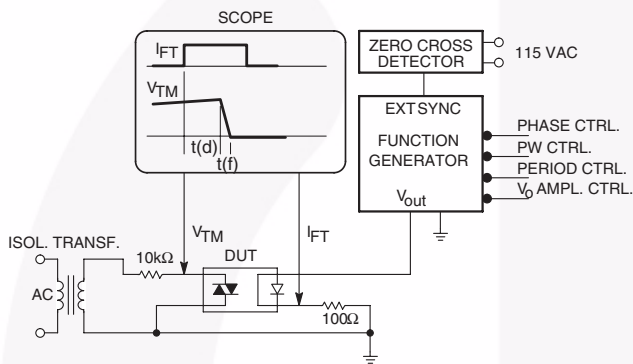 SCOPE
I_FT
V_TM
t(d)
t(f)
ZERO CROSS
DETECTOR
115 VAC
EXT SYNC
FUNCTION
GENERATOR
V_out
PHASE CTRL.
PW CTRL.
PERIOD CTRL.
V_o AMPL. CTRL.
ISOL. TRANSF.
AC
10kΩ
V_TM
DUT
I_FT
100Ω